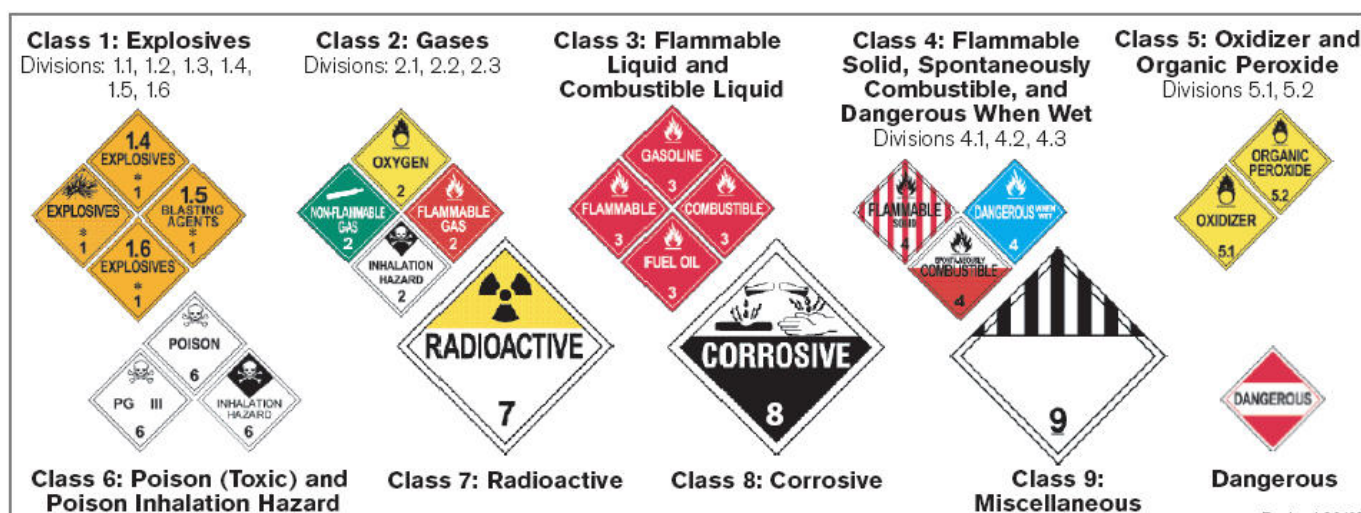 Class 1: Explosives
Divisions: 1.1, 1.2, 1.3, 1.4,
1.5, 1.6
1.4
EXPLOSIVES
*
1
EXPLOSIVES
*
1
1.5
BLASTING
AGENTS
*
1
1.6
EXPLOSIVES
*
1
Class 2: Gases
Divisions: 2.1, 2.2, 2.3
OXYGEN
2
NON-FLAMMABLE
GAS
2
FLAMMABLE
GAS
2
INHALATION
HAZARD
2
Class 3: Flammable
Liquid and
Combustible Liquid
GASOLINE
3
FLAMMABLE
3
COMBUSTIBLE
3
FUEL OIL
3
Class 4: Flammable
Solid, Spontaneously
Combustible, and
Dangerous When Wet
Divisions 4.1, 4.2, 4.3
FLAMMABLE
SOLID
4
DANGEROUS WHEN WET
4
SPONTANEOUSLY
COMBUSTIBLE
4
Class 5: Oxidizer and
Organic Peroxide
Divisions 5.1, 5.2
ORGANIC
PEROXIDE
5.2
OXIDIZER
5.1
POISON
6
PG III
6
INHALATION
HAZARD
6
Class 6: Poison (Toxic) and
Poison Inhalation Hazard
RADIOACTIVE
7
Class 7: Radioactive
CORROSIVE
8
Class 8: Corrosive
9
Class 9:
Miscellaneous
DANGEROUS
Dangerous